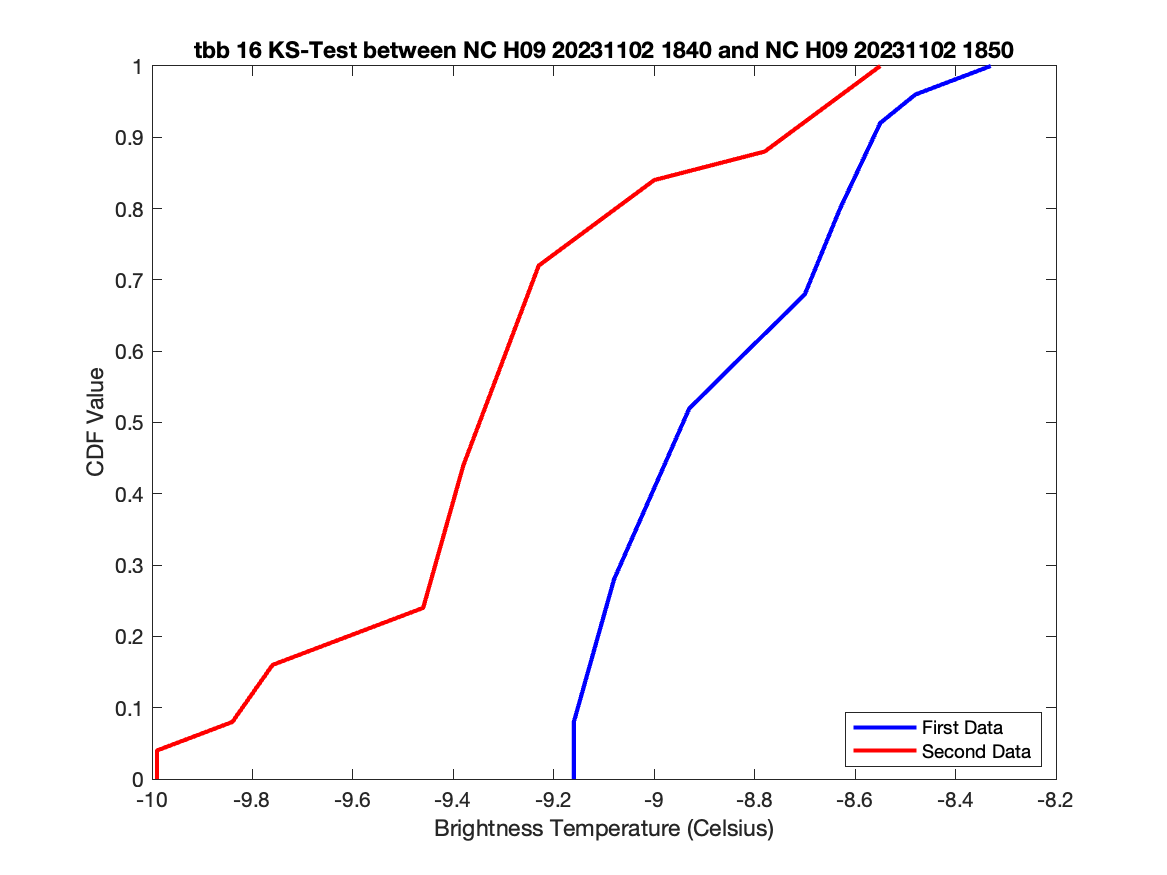 tbb 16 KS-Test between NC H09 20231102 1840 and NC H09 20231102 1850
1
0.9
0.8
0.7
0.6
0.5
0.4
0.3
0.2
0.1
0
CDF Value
First Data
Second Data
-10 -9.8 -9.6 -9.4 -9.2 -9 -8.8 -8.6 -8.4 -8.2
Brightness Temperature (Celsius)